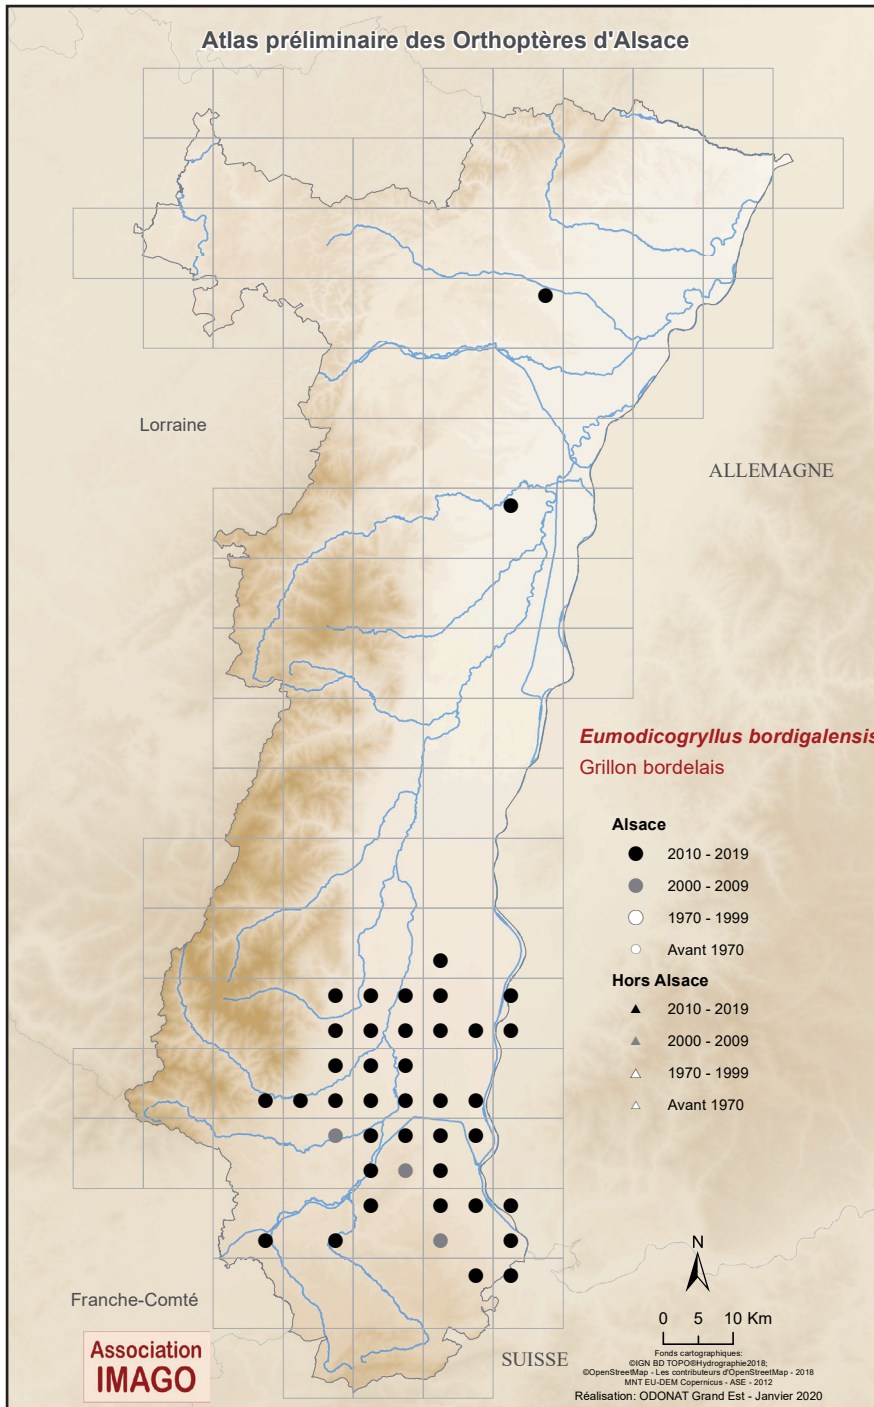 Atlas préliminaire des Orthoptères d'Alsace
Lorraine
ALLEMAGNE
Eumodicogryllus bordigalensis
Grillon bordelais
Alsace
2010 - 2019
2000 - 2009
1970 - 1999
Avant 1970
Hors Alsace
2010 - 2019
2000 - 2009
1970 - 1999
Avant 1970
N
Franche-Comté
0 5 10 Km
Association
IMAGO
SUISSE
Fonds cartographiques:
©IGN BD TOPO®Hydrographie2018;
©OpenStreetMap - Les contributeurs d'OpenStreetMap - 2018
MNT EU-DEM Copernicus - ASE - 2012
Réalisation: ODONAT Grand Est - Janvier 2020